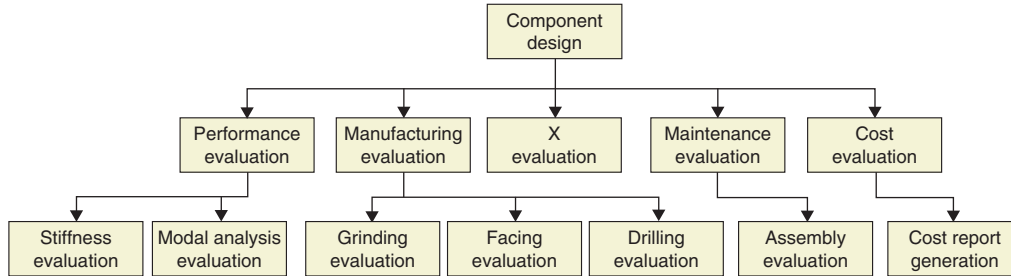 Component
design
Performance
evaluation
Manufacturing
evaluation
X
evaluation
Maintenance
evaluation
Cost
evaluation
Stiffness
evaluation
Modal analysis
evaluation
Grinding
evaluation
Facing
evaluation
Drilling
evaluation
Assembly
evaluation
Cost report
generation